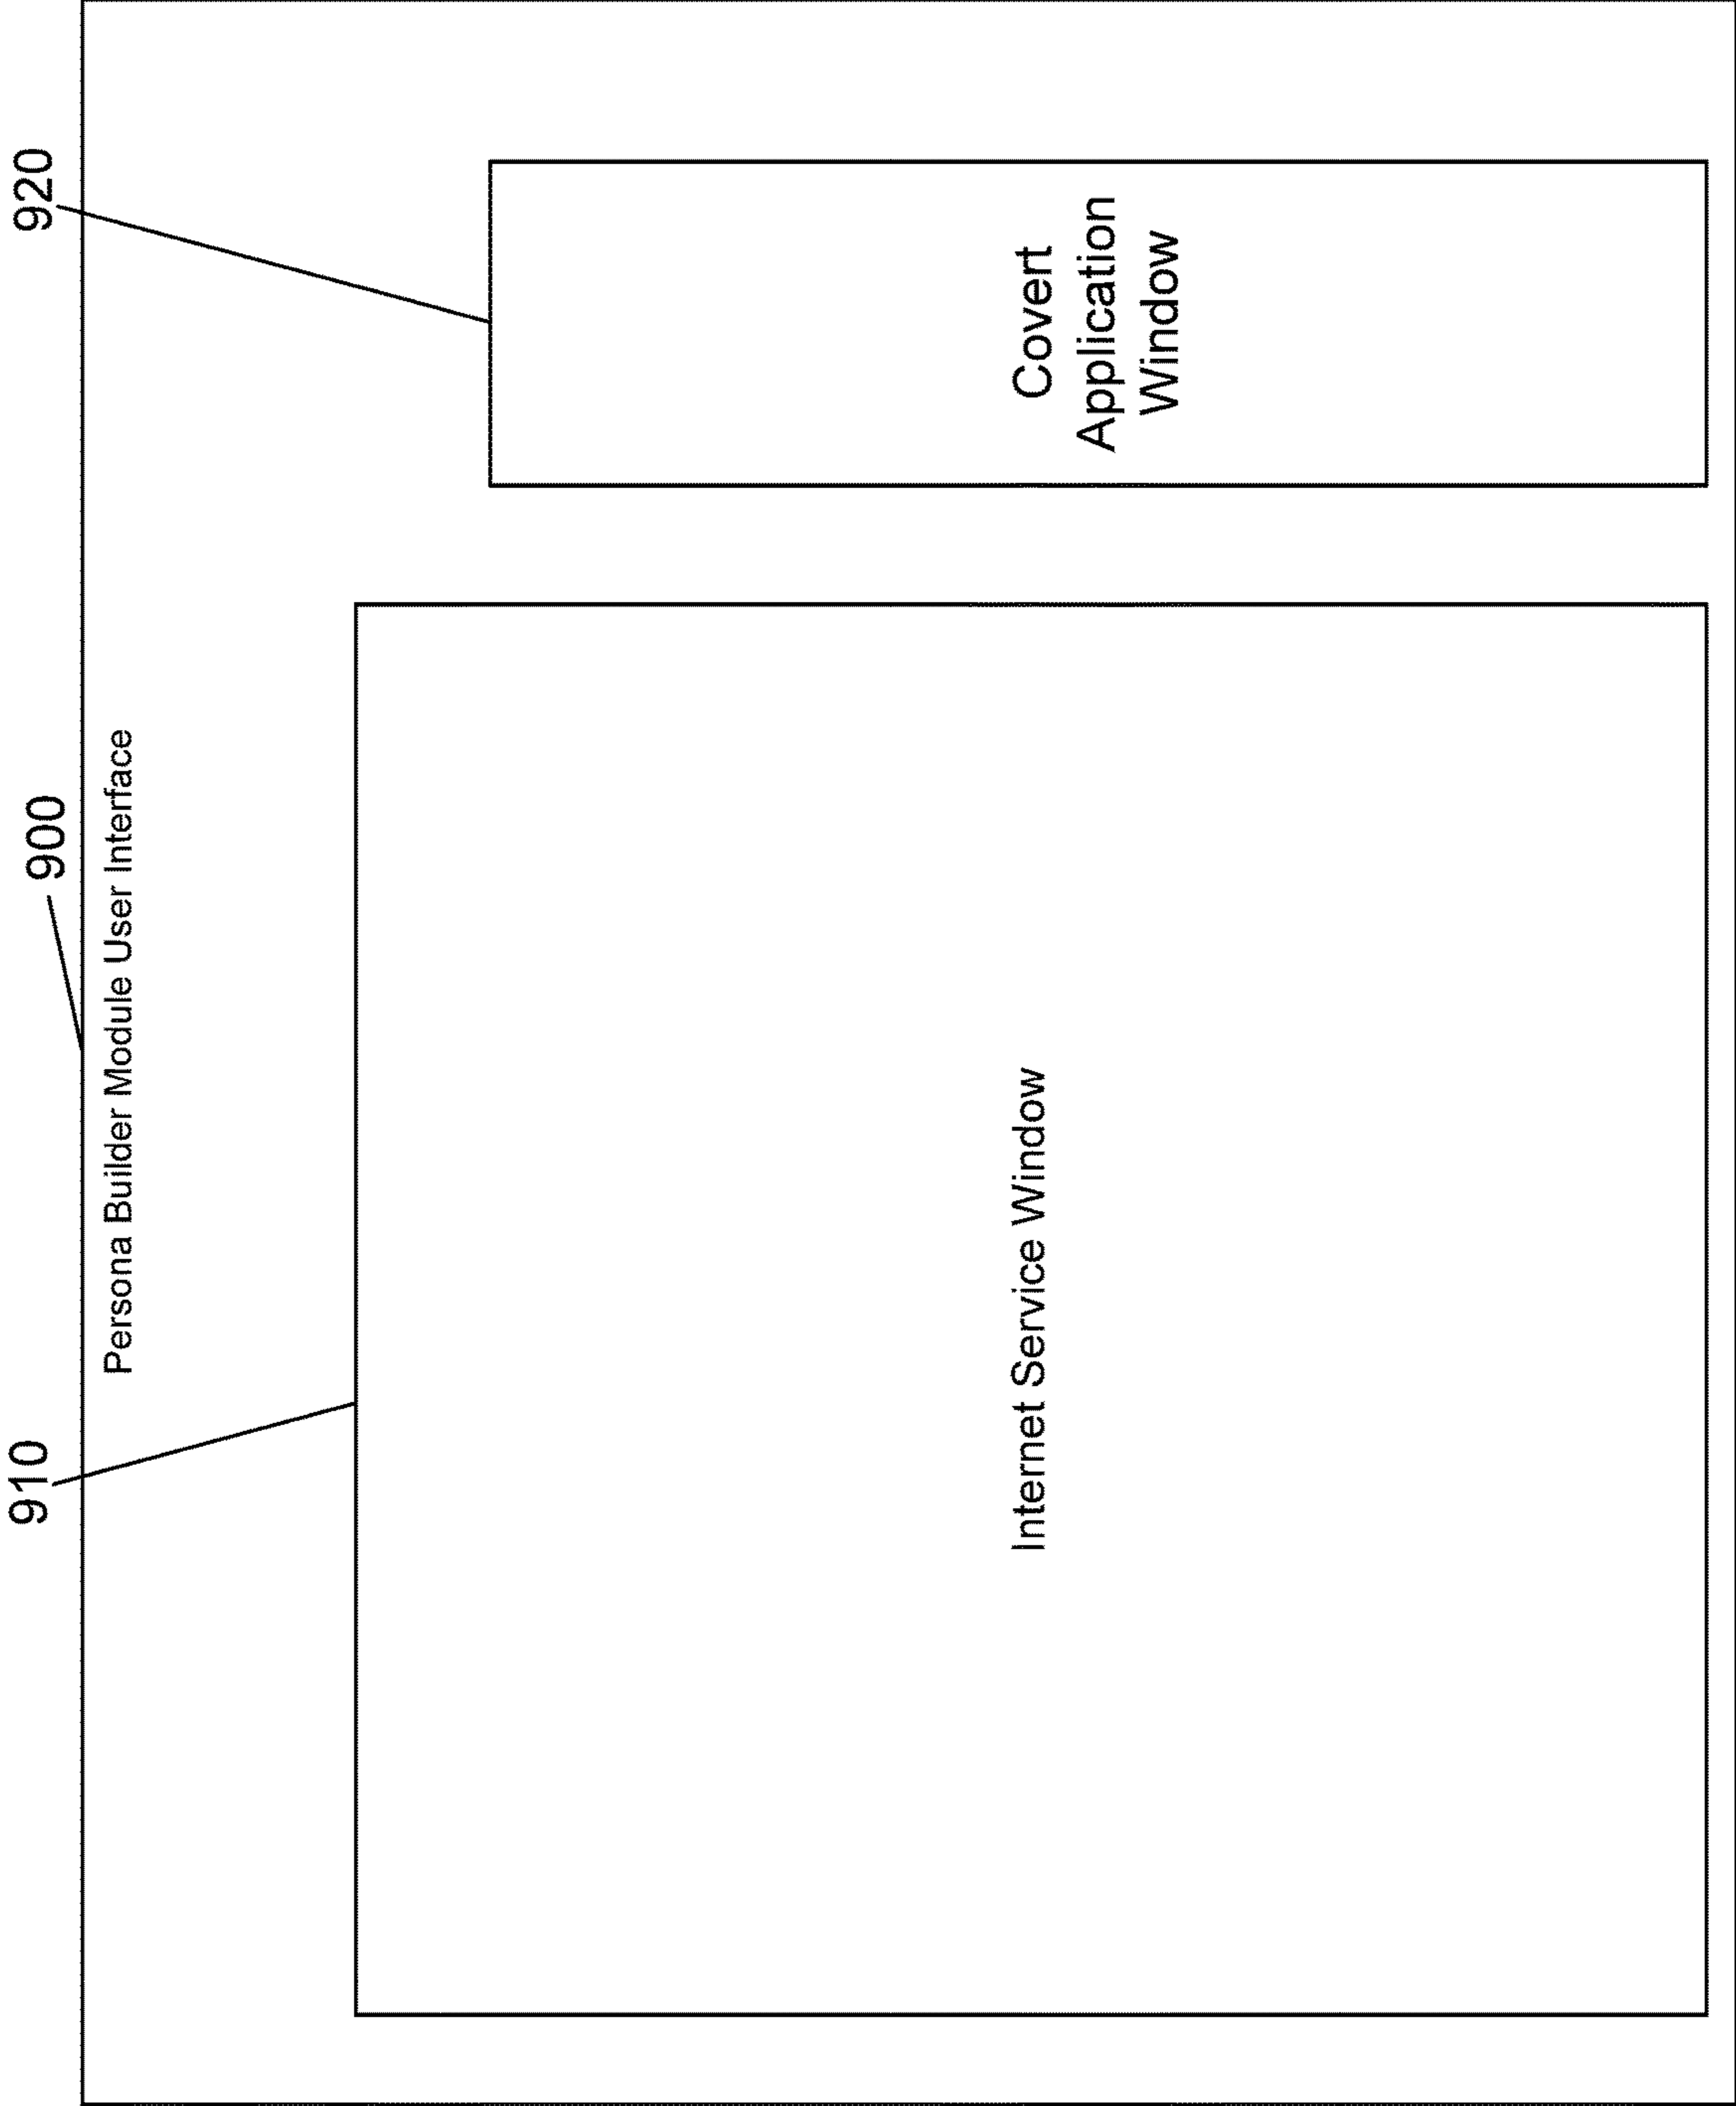 900
Persona Builder Module User Interface
910
920
Internet Service Window
Covert
Application
Window